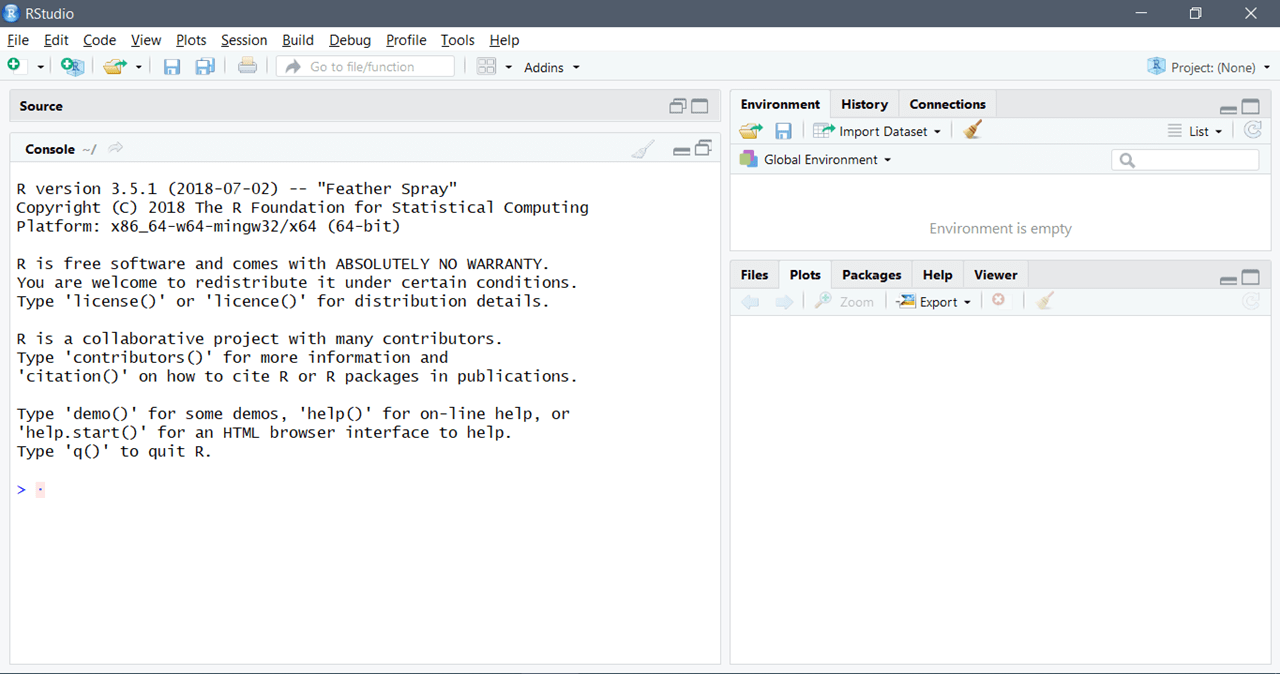 RStudio
File Edit Code View Plots Session Build Debug Profile Tools Help
Go to file/function Addins Project: (None)
Source
Console ~/
R version 3.5.1 (2018-07-02) -- "Feather Spray"
Copyright (C) 2018 The R Foundation for Statistical Computing
Platform: x86_64-w64-mingw32/x64 (64-bit)
R is free software and comes with ABSOLUTELY NO WARRANTY.
You are welcome to redistribute it under certain conditions.
Type 'license()' or 'licence()' for distribution details.
R is a collaborative project with many contributors.
Type 'contributors()' for more information and
'citation()' on how to cite R or R packages in publications.
Type 'demo()' for some demos, 'help()' for on-line help, or
'help.start()' for an HTML browser interface to help.
Type 'q()' to quit R.
> ·
Environment History Connections
Import Dataset List
Global Environment
Environment is empty
Files Plots Packages Help Viewer
Zoom Export